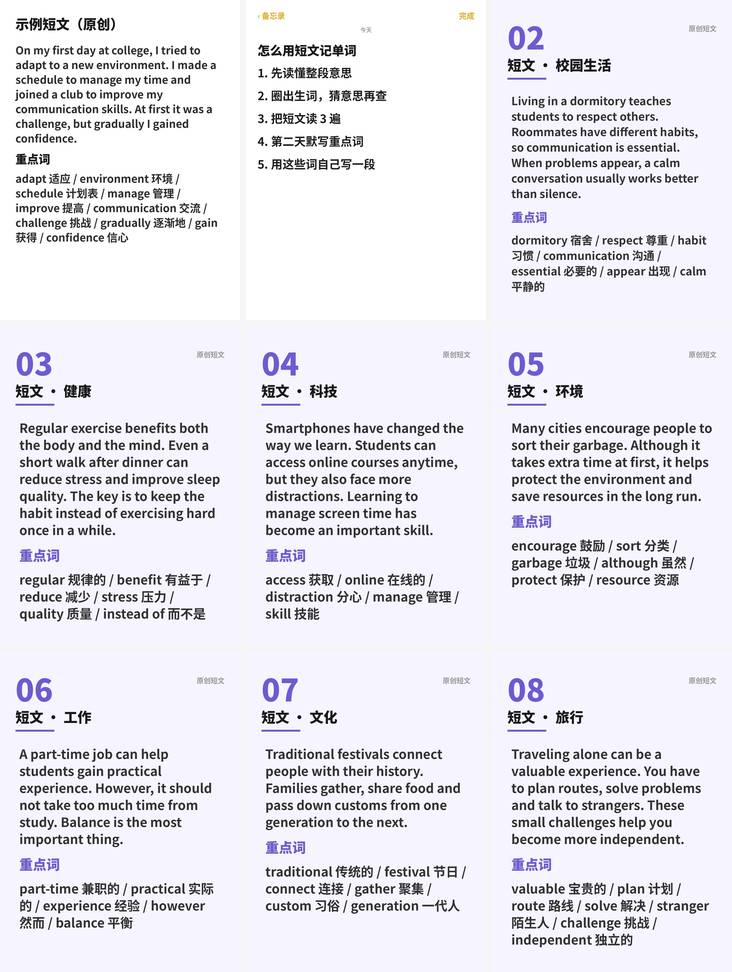 示例短文（原创）
On my first day at college, I tried to
adapt to a new environment. I made a
schedule to manage my time and
joined a club to improve my
communication skills. At first it was a
challenge, but gradually I gained
confidence.
重点词
adapt 适应 / environment 环境 /
schedule 计划表 / manage 管理 /
improve 提高 / communication 交流 /
challenge 挑战 / gradually 逐渐地 / gain
获得 / confidence 信心
‹ 备忘录
完成
今天
怎么用短文记单词
1. 先读懂整段意思
2. 圈出生词，猜意思再查
3. 把短文读 3 遍
4. 第二天默写重点词
5. 用这些词自己写一段
02
原创短文
短文 · 校园生活
Living in a dormitory teaches
students to respect others.
Roommates have different habits,
so communication is essential.
When problems appear, a calm
conversation usually works better
than silence.
重点词
dormitory 宿舍 / respect 尊重 / habit
习惯 / communication 沟通 /
essential 必要的 / appear 出现 / calm
平静的
03
原创短文
短文 · 健康
Regular exercise benefits both
the body and the mind. Even a
short walk after dinner can
reduce stress and improve sleep
quality. The key is to keep the
habit instead of exercising hard
once in a while.
重点词
regular 规律的 / benefit 有益于 /
reduce 减少 / stress 压力 /
quality 质量 / instead of 而不是
04
原创短文
短文 · 科技
Smartphones have changed the
way we learn. Students can
access online courses anytime,
but they also face more
distractions. Learning to
manage screen time has
become an important skill.
重点词
access 获取 / online 在线的 /
distraction 分心 / manage 管理 /
skill 技能
05
原创短文
短文 · 环境
Many cities encourage people to
sort their garbage. Although it
takes extra time at first, it helps
protect the environment and
save resources in the long run.
重点词
encourage 鼓励 / sort 分类 /
garbage 垃圾 / although 虽然 /
protect 保护 / resource 资源
06
原创短文
短文 · 工作
A part-time job can help
students gain practical
experience. However, it should
not take too much time from
study. Balance is the most
important thing.
重点词
part-time 兼职的 / practical 实际
的 / experience 经验 / however
然而 / balance 平衡
07
原创短文
短文 · 文化
Traditional festivals connect
people with their history.
Families gather, share food and
pass down customs from one
generation to the next.
重点词
traditional 传统的 / festival 节日 /
connect 连接 / gather 聚集 /
custom 习俗 / generation 一代人
08
原创短文
短文 · 旅行
Traveling alone can be a
valuable experience. You have
to plan routes, solve problems
and talk to strangers. These
small challenges help you
become more independent.
重点词
valuable 宝贵的 / plan 计划 /
route 路线 / solve 解决 / stranger
陌生人 / challenge 挑战 /
independent 独立的